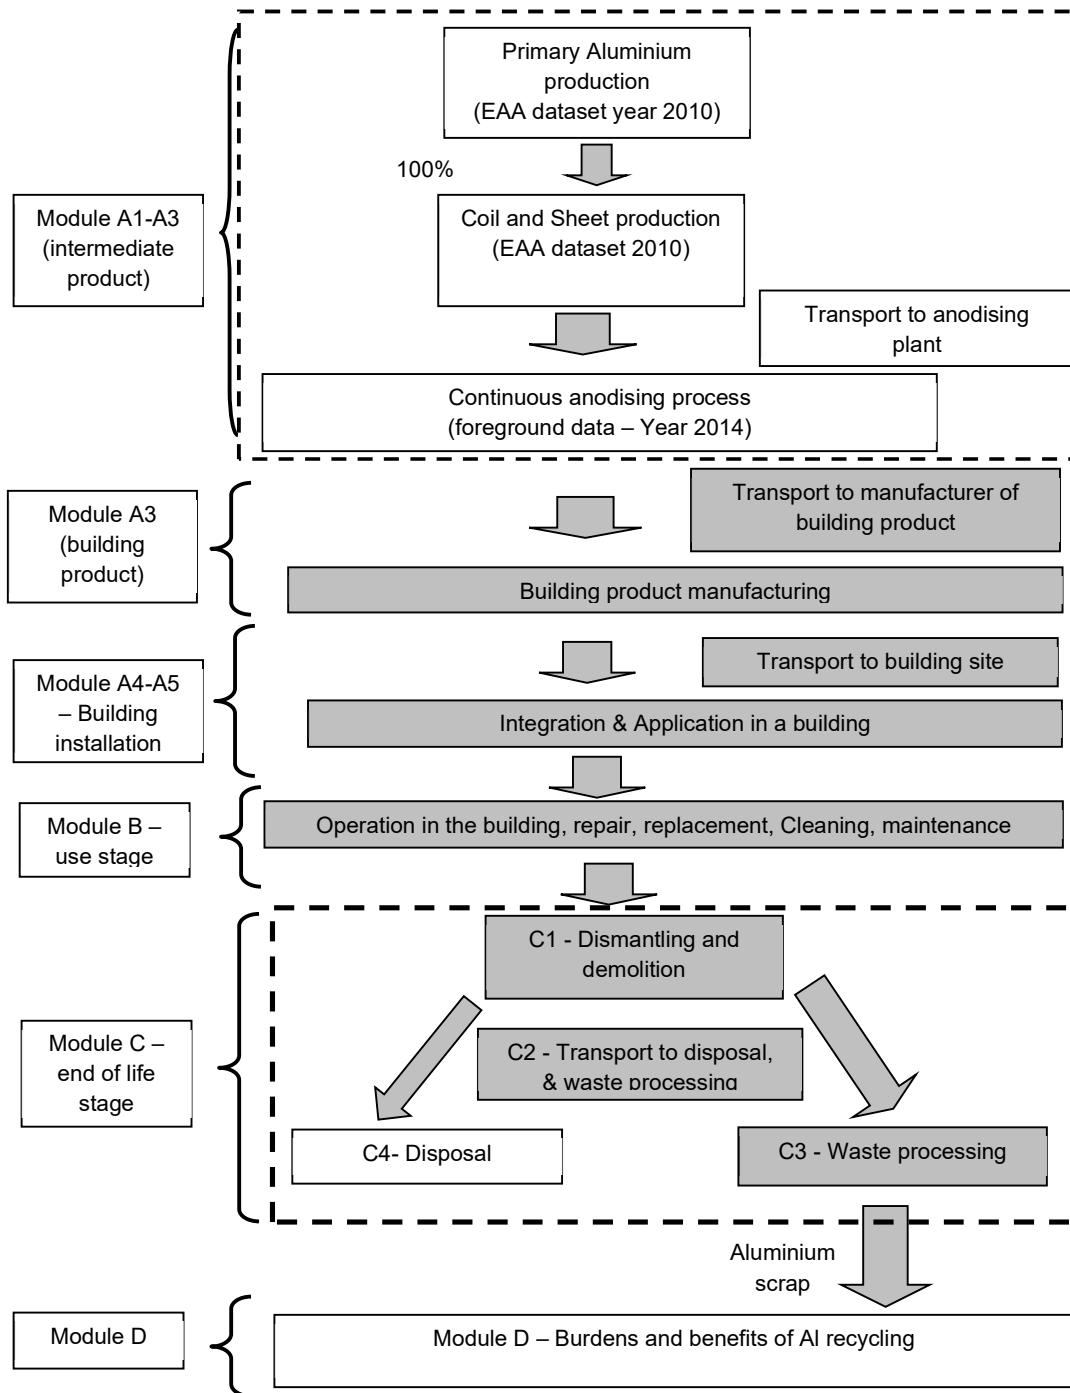 Primary Aluminium
production
(EAA dataset year 2010)
100%
Module A1-A3
(intermediate
product)
Coil and Sheet production
(EAA dataset 2010)
Transport to anodising
plant
Continuous anodising process
(foreground data – Year 2014)
Module A3
(building
product)
Transport to manufacturer of
building product
Building product manufacturing
Module A4-A5
– Building
installation
Transport to building site
Integration & Application in a building
Module B –
use stage
Operation in the building, repair, replacement, Cleaning, maintenance
C1 - Dismantling and
demolition
Module C –
end of life
stage
C2 - Transport to disposal,
& waste processing
C4- Disposal
C3 - Waste processing
Aluminium
scrap
Module D
Module D – Burdens and benefits of Al recycling